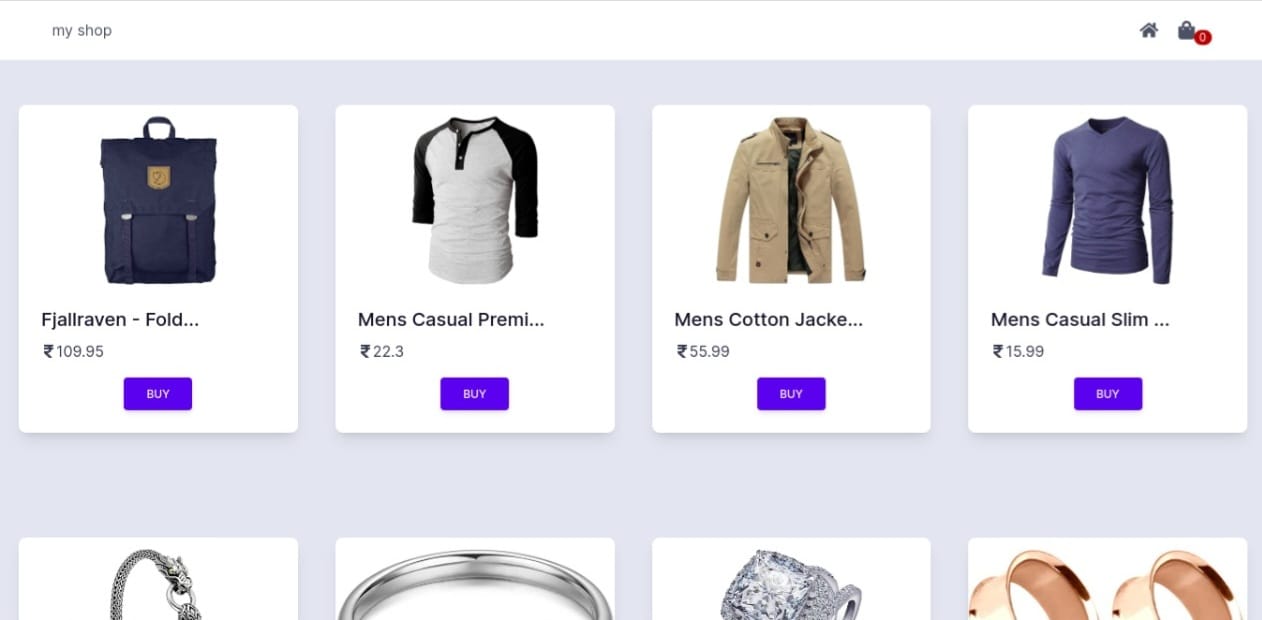 my shop
0
Fjallraven - Fold...
₹109.95
BUY
Mens Casual Premi...
₹22.3
BUY
Mens Cotton Jacke...
₹55.99
BUY
Mens Casual Slim ...
₹15.99
BUY